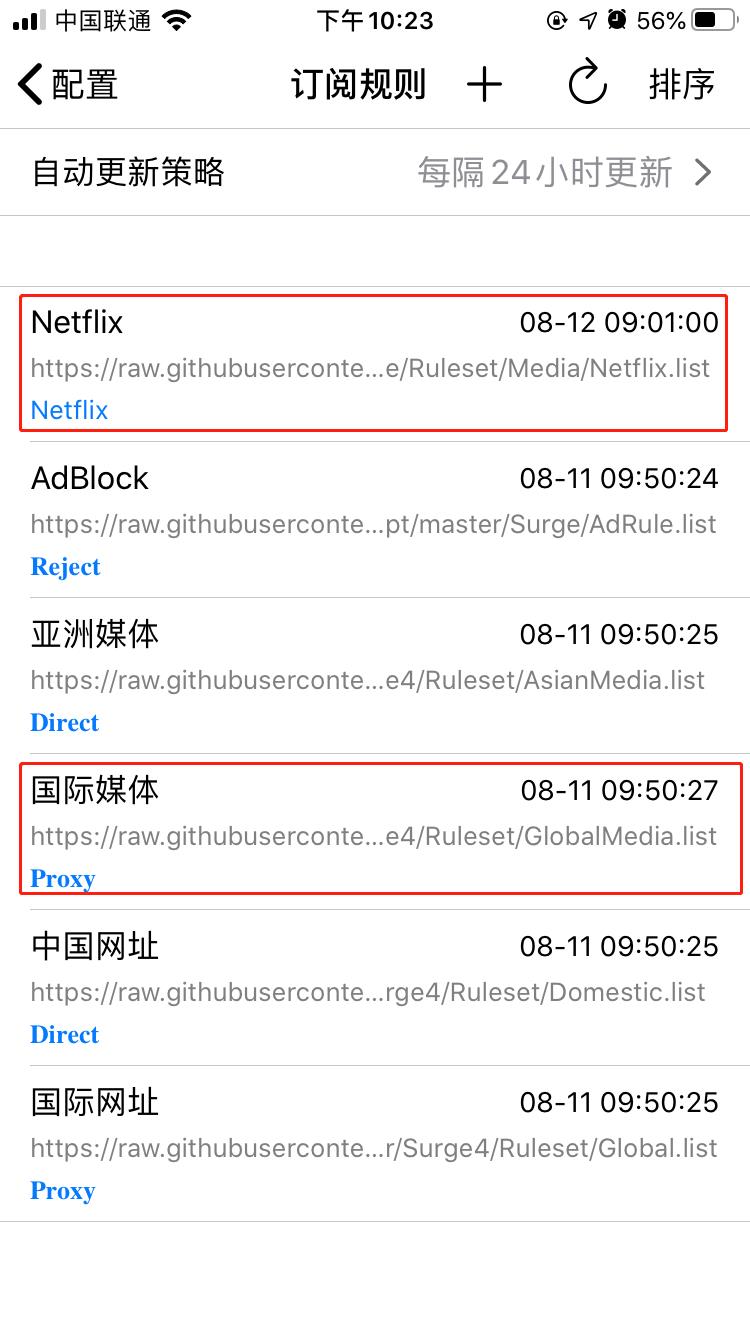 中国联通 下午10:23 56%
配置 订阅规则 排序
自动更新策略 每隔24小时更新
Netflix 08-12 09:01:00
https://raw.githubuserconte...e/Ruleset/Media/Netflix.list
Netflix
AdBlock 08-11 09:50:24
https://raw.githubuserconte...pt/master/Surge/AdRule.list
Reject
亚洲媒体 08-11 09:50:25
https://raw.githubuserconte...e4/Ruleset/AsianMedia.list
Direct
国际媒体 08-11 09:50:27
https://raw.githubuserconte...e4/Ruleset/GlobalMedia.list
Proxy
中国网址 08-11 09:50:25
https://raw.githubuserconte...rge4/Ruleset/Domestic.list
Direct
国际网址 08-11 09:50:25
https://raw.githubuserconte...r/Surge4/Ruleset/Global.list
Proxy